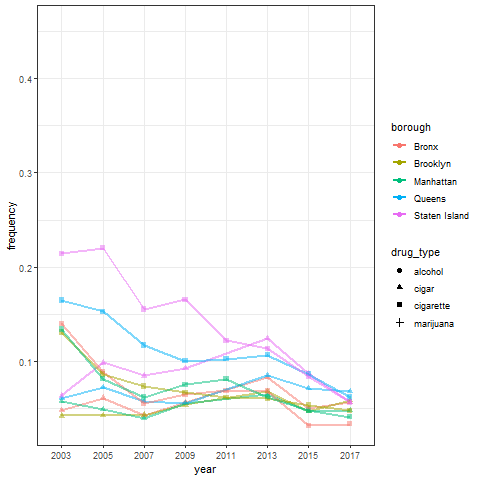 0.4
0.3
0.2
0.1
frequency
2003 2005 2007 2009 2011 2013 2015 2017
year
borough
Bronx
Brooklyn
Manhattan
Queens
Staten Island
drug_type
alcohol
cigar
cigarette
marijuana